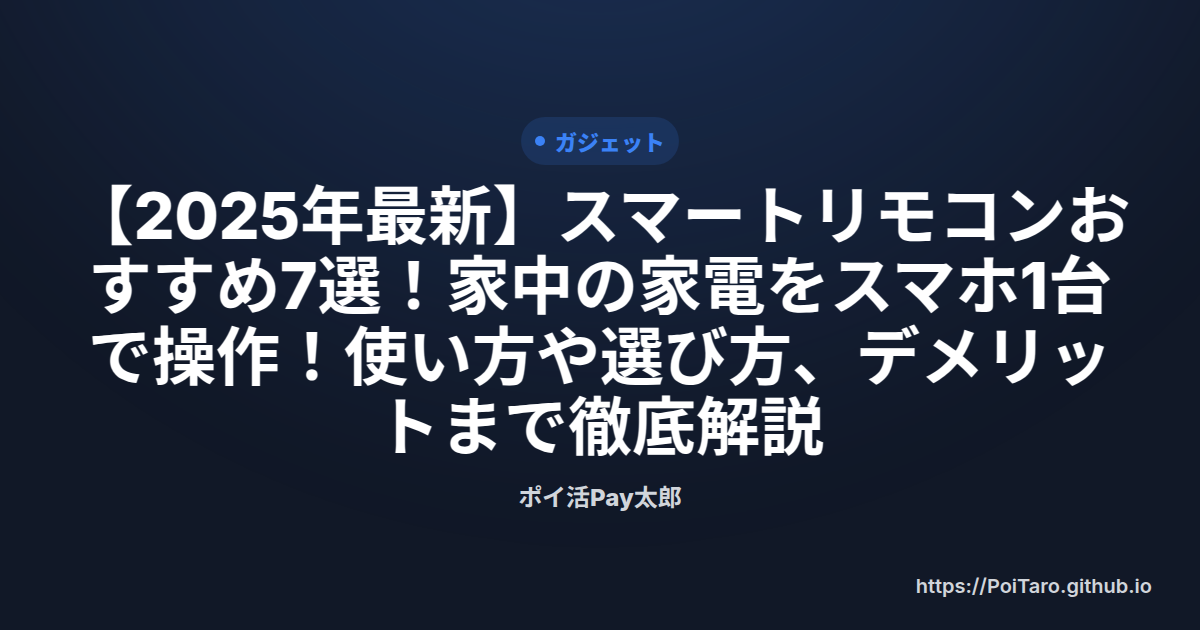 ガジェット
【2025年最新】スマートリモコンお
すすめ7選！家中の家電をスマホ1台
で操作！使い方や選び方、デメリッ
トまで徹底解説
ポイ活Pay太郎
https://PoiTaro.github.io